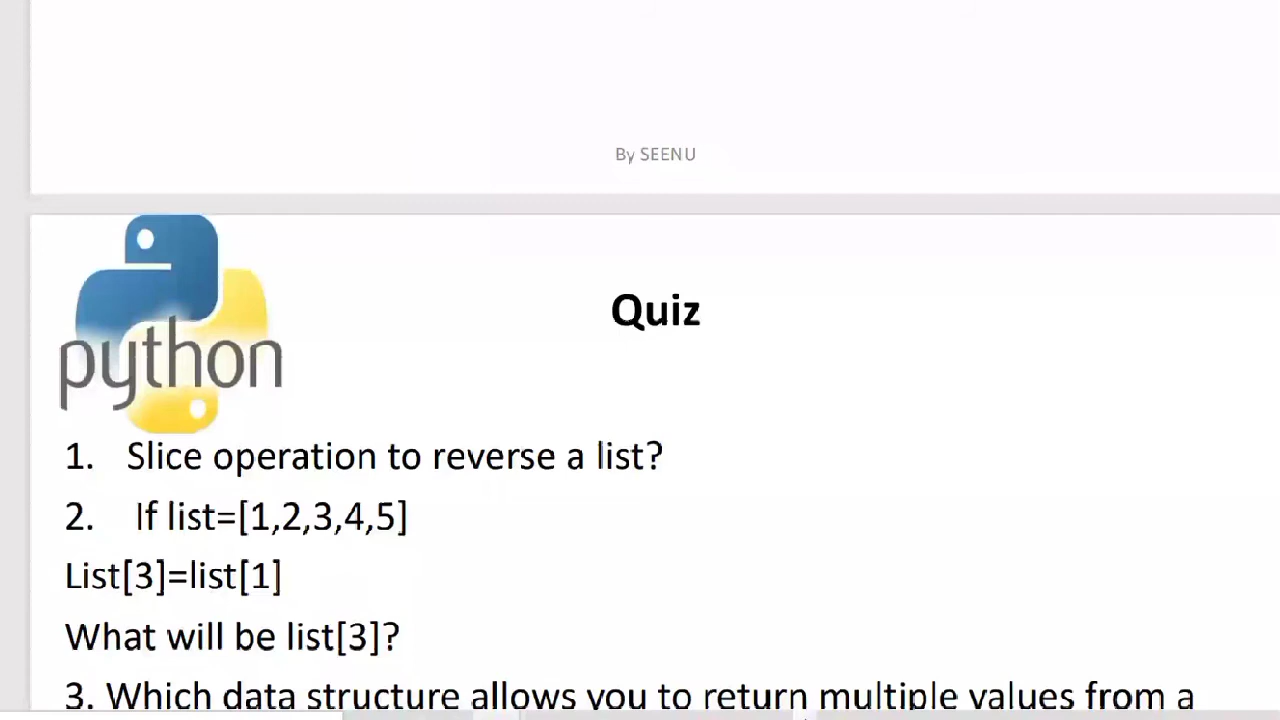 By SEENU
python
Quiz
1. Slice operation to reverse a list?
2. If list=[1,2,3,4,5]
List[3]=list[1]
What will be list[3]?
3. Which data structure allows you to return multiple values from a